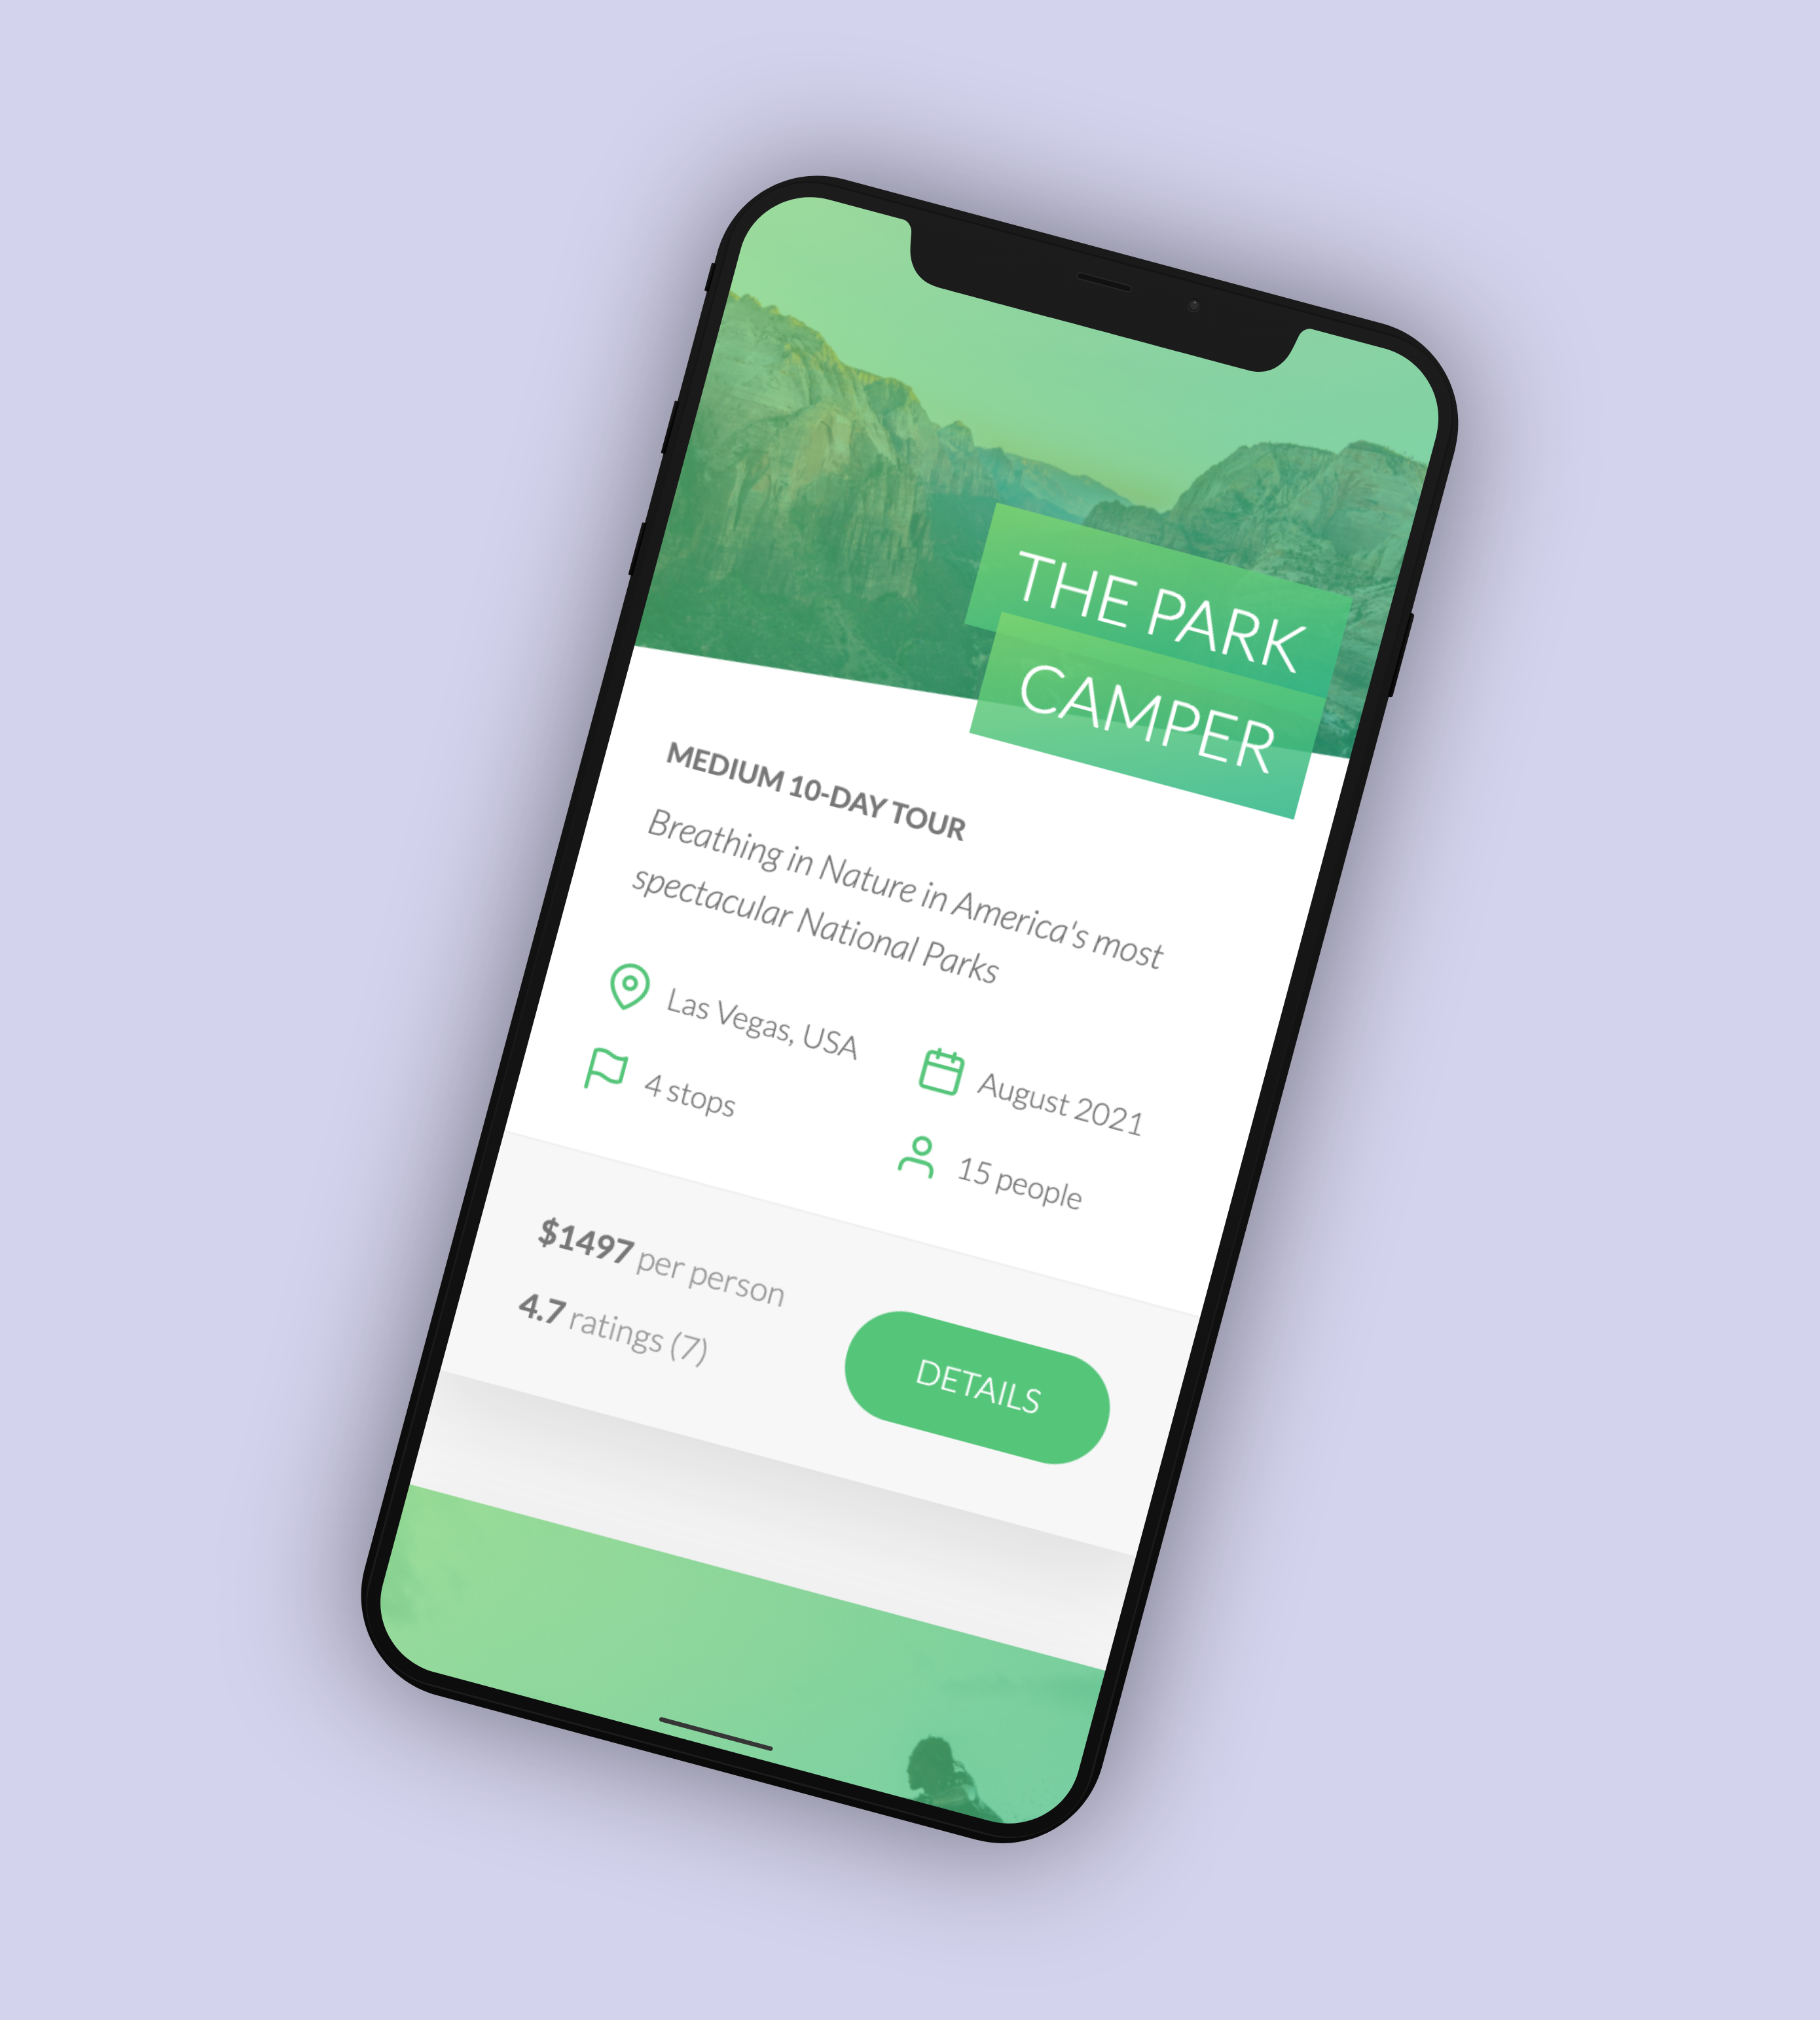 THE PARK
CAMPER
MEDIUM 10-DAY TOUR
Breathing in Nature in America's most
spectacular National Parks
Las Vegas, USA
August 2021
4 stops
15 people
$1497 per person
4.7 ratings (7)
DETAILS